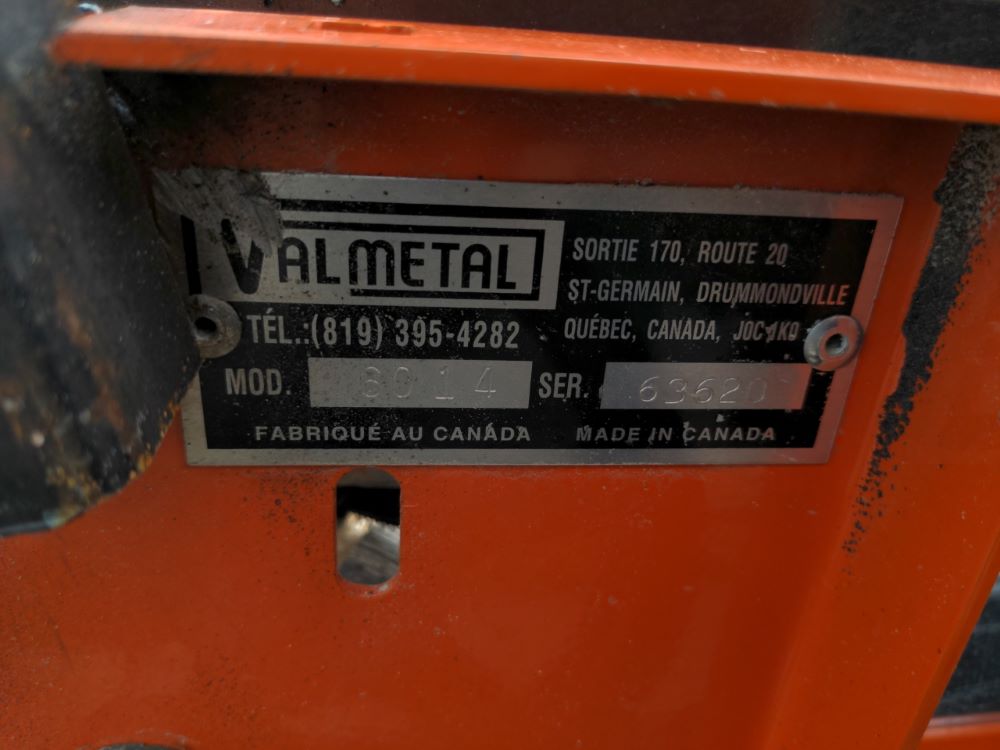 VALMETAL
SORTIE 170, ROUTE 20
ST-GERMAIN, DRUMMONDVILLE
QUÉBEC, CANADA, J0C 1K0
TÉL.:(819) 395-4282
MOD. 6014 SER. 63620
FABRIQUÉ AU CANADA MADE IN CANADA